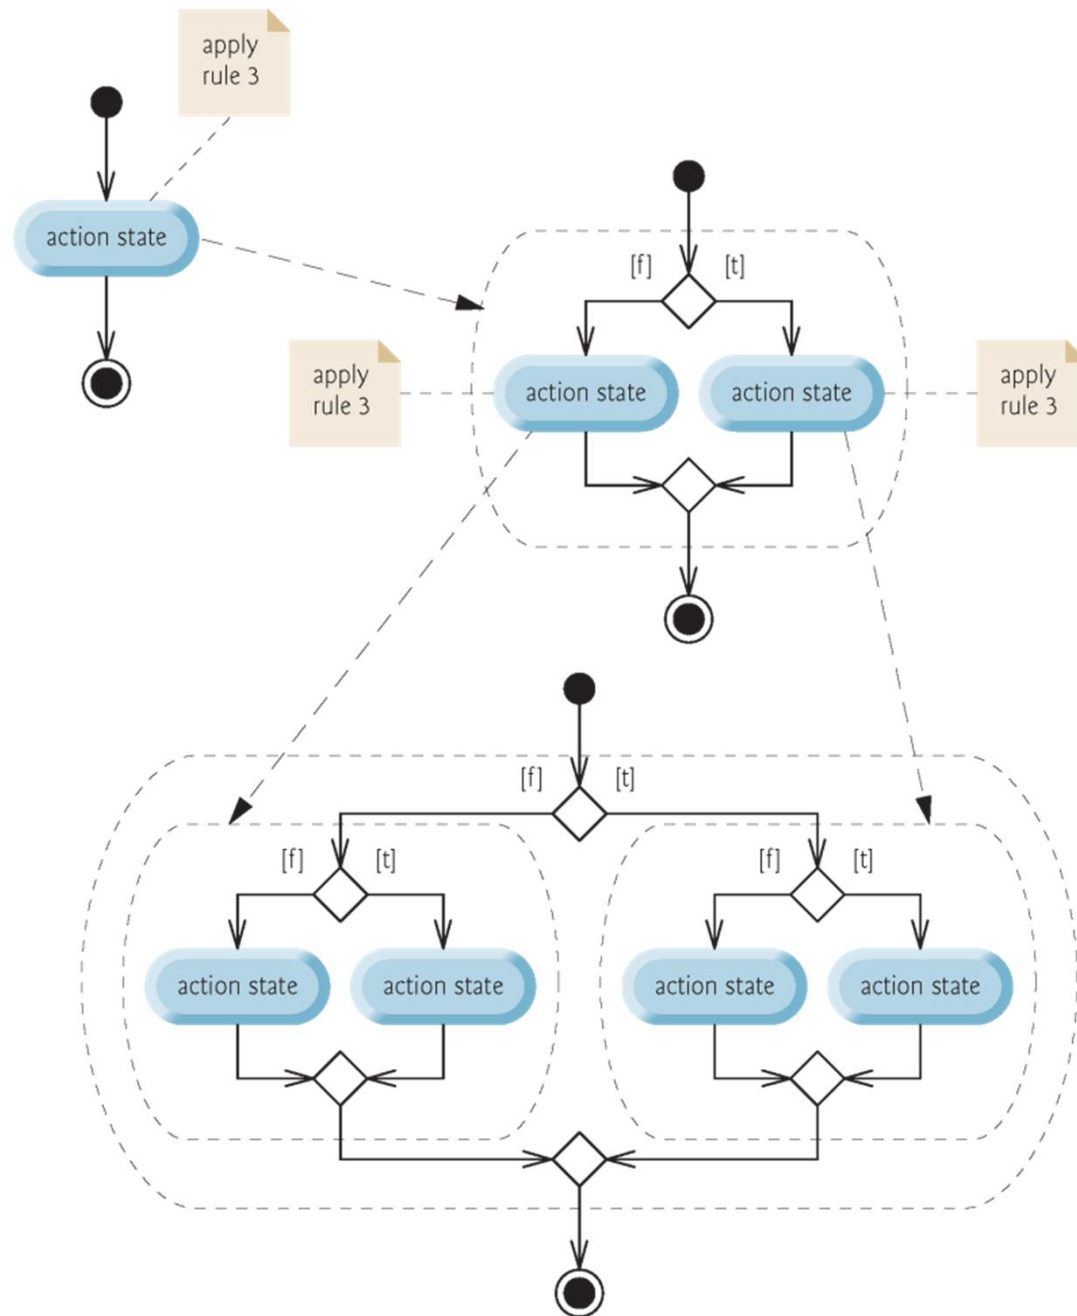 apply
rule 3
action state
[f]
[t]
apply
rule 3
action state
action state
apply
rule 3
[f]
[t]
[f]
[t]
[f]
[t]
action state
action state
action state
action state